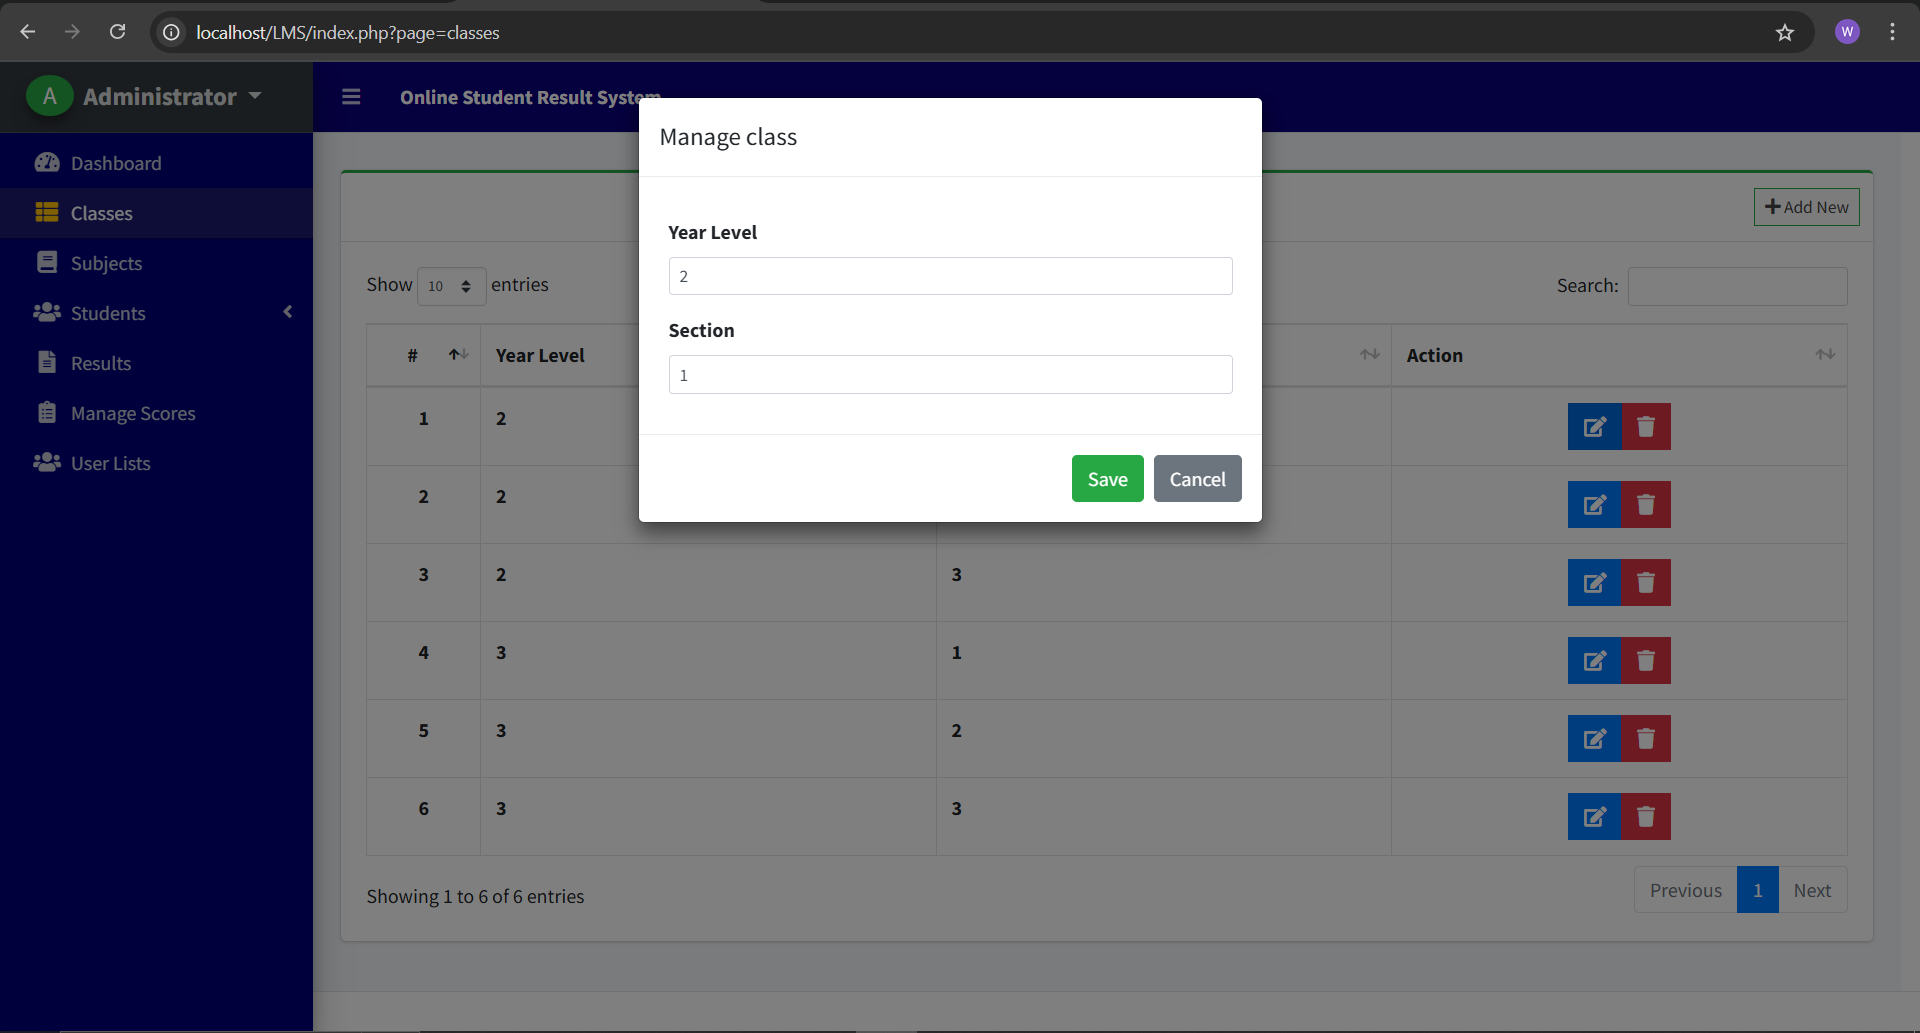 localhost/LMS/index.php?page=classes
W
A Administrator
Online Student Result System
Dashboard
Classes
Subjects
Students
Results
Manage Scores
User Lists
Manage class
Year Level
2
Section
1
Save Cancel
Add New
Show 10 entries
Search:
# Year Level Action
1 2
2 2
3 2 3
4 3 1
5 3 2
6 3 3
Showing 1 to 6 of 6 entries
Previous 1 Next